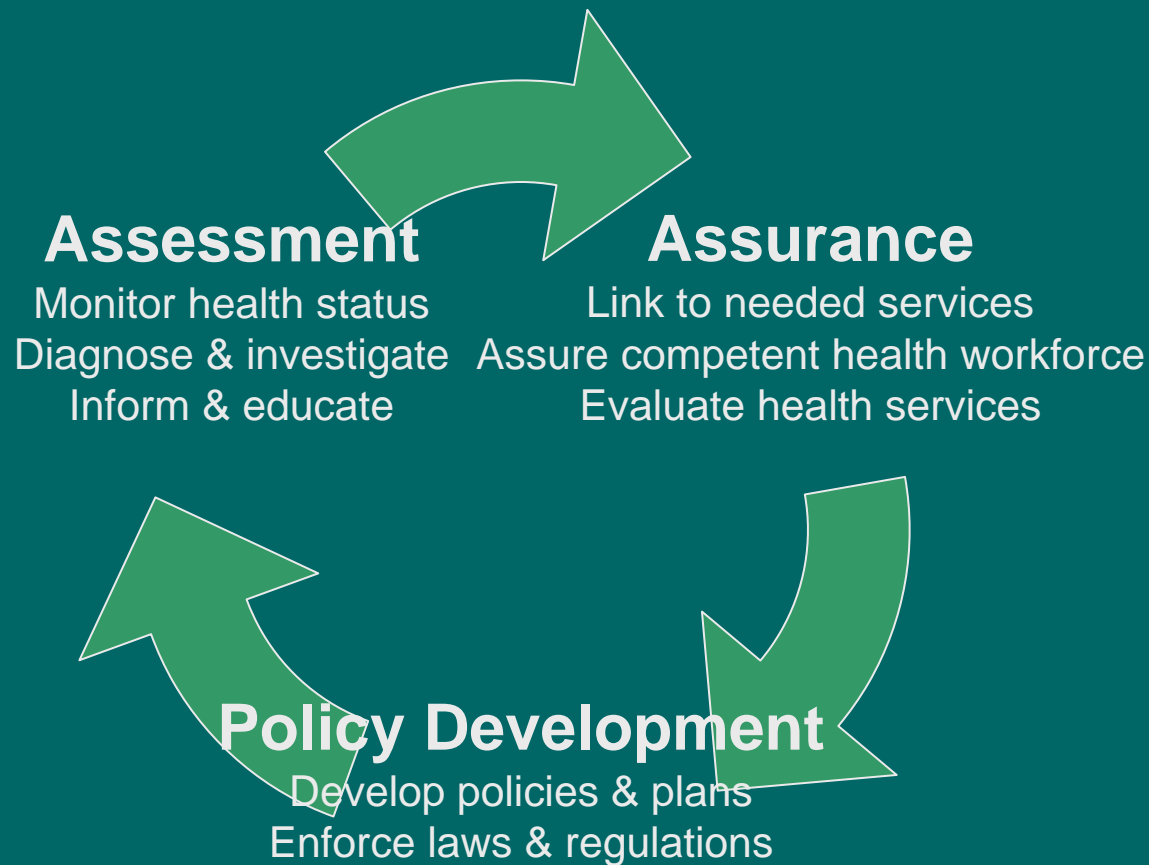 Assessment
Monitor health status
Diagnose & investigate
Inform & educate
Assurance
Link to needed services
Assure competent health workforce
Evaluate health services
Policy Development
Develop policies & plans
Enforce laws & regulations